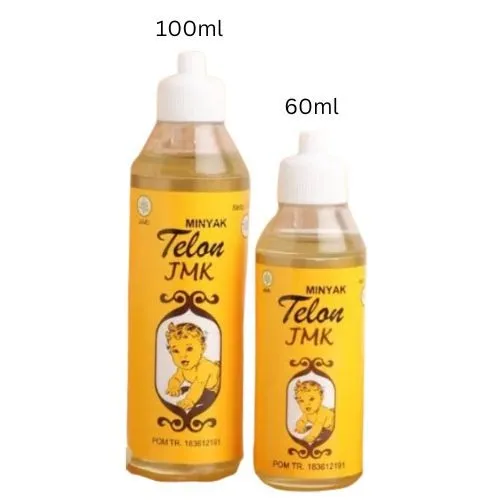 100ml
60ml
MINYAK
Telon
JMK
POM TR. 183612191
MINYAK
Telon
JMK
POM TR. 183612191